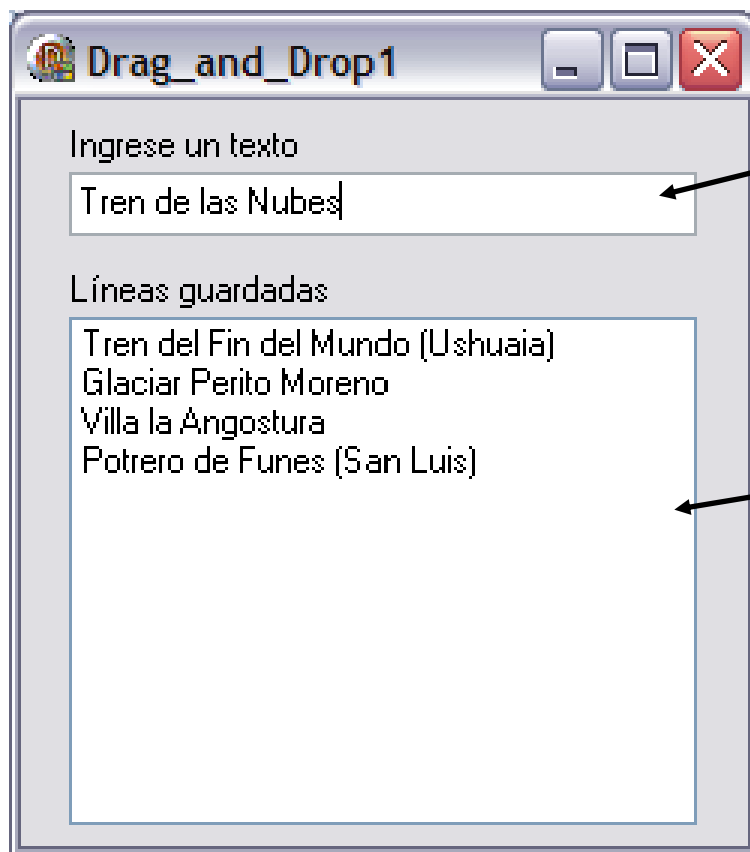 Drag_and_Drop1
Ingrese un texto
Tren de las Nubes
Líneas guardadas
Tren del Fin del Mundo (Ushuaia)
Glaciar Perito Moreno
Villa la Angostura
Potrero de Funes (San Luis)